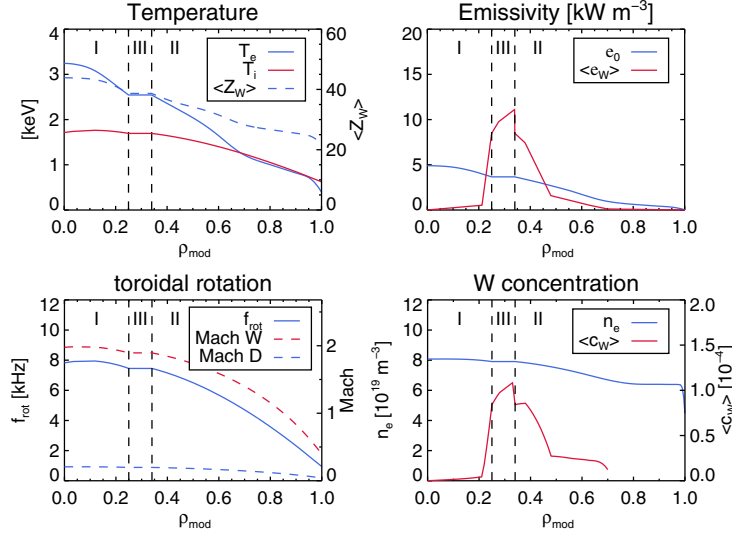 Temperature
I III II
T_e
T_i
<Z_W>
[keV]
<Z_W>
0 1 2 3 4
0 20 40 60
0.0 0.2 0.4 0.6 0.8 1.0
ρ_mod
Emissivity [kW m⁻³]
I III II
e_0
<e_W>
0 5 10 15 20
0.0 0.2 0.4 0.6 0.8 1.0
ρ_mod
toroidal rotation
I III II
f_rot
Mach W
Mach D
f_rot [kHz]
Mach
0 2 4 6 8 10 12
0 1 2
0.0 0.2 0.4 0.6 0.8 1.0
ρ_mod
W concentration
I III II
n_e
<c_W>
n_e [10¹⁹ m⁻³]
<c_W> [10⁻⁴]
0 2 4 6 8 10 12
0.0 0.5 1.0 1.5 2.0
0.0 0.2 0.4 0.6 0.8 1.0
ρ_mod